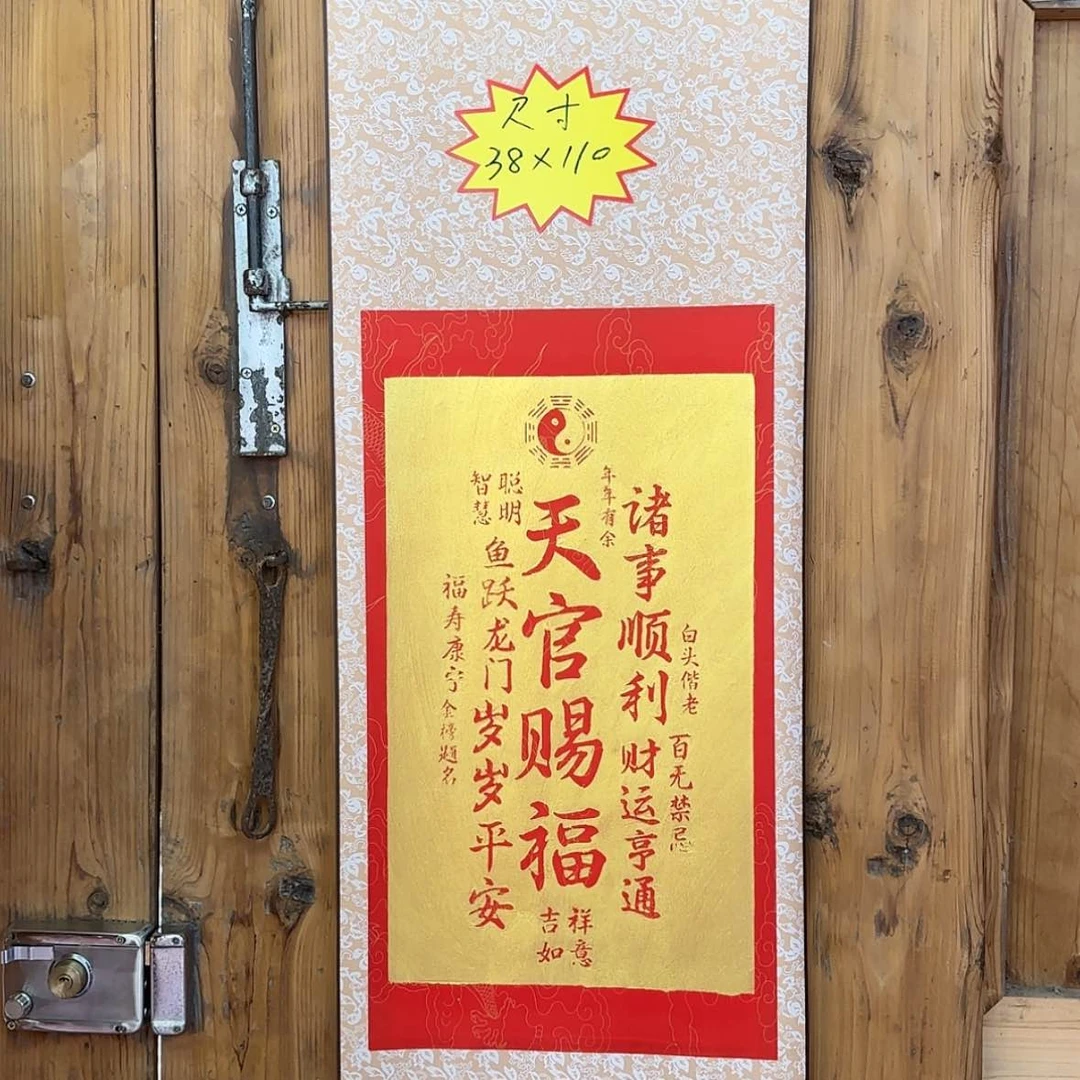 尺寸
38×110
白头偕老
百无禁忌
诸事顺利
财运亨通
年年有余
天官赐福
吉祥
如意
聪明
智慧
鱼跃龙门
岁岁平安
福寿康宁
金榜题名